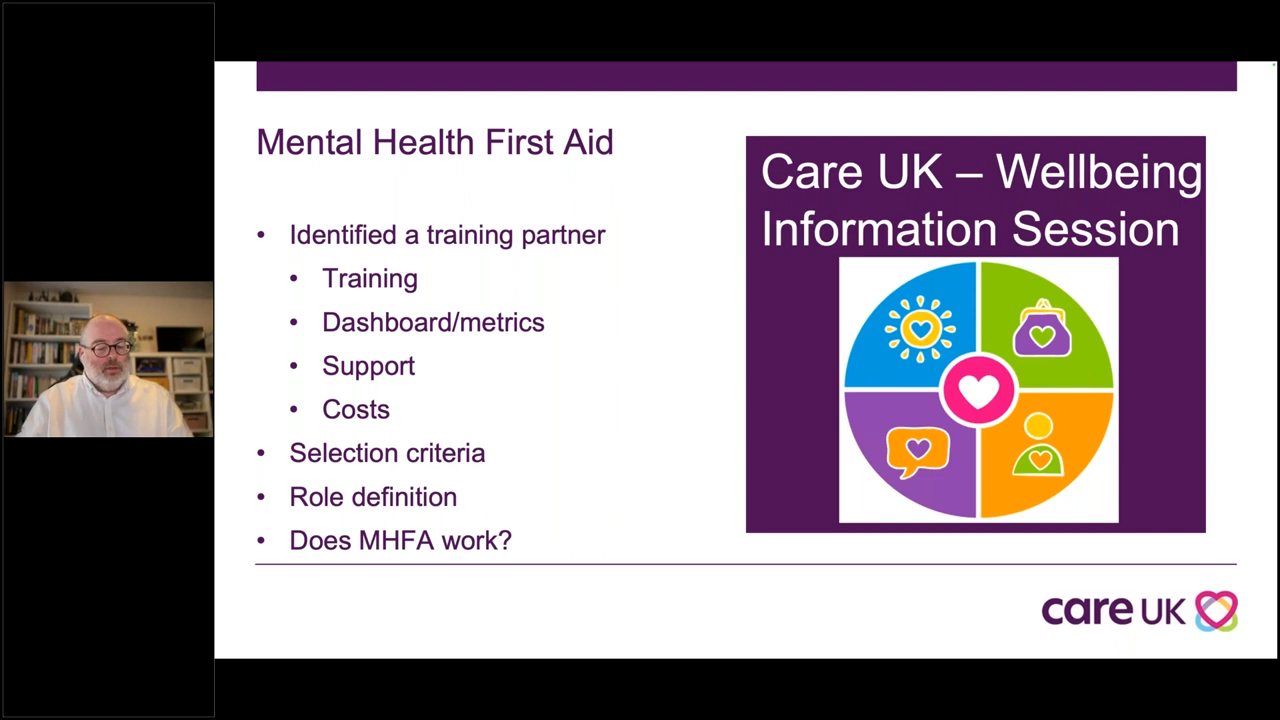 Mental Health First Aid
• Identified a training partner
• Training
• Dashboard/metrics
• Support
• Costs
• Selection criteria
• Role definition
• Does MHFA work?
Care UK – Wellbeing
Information Session
care UK